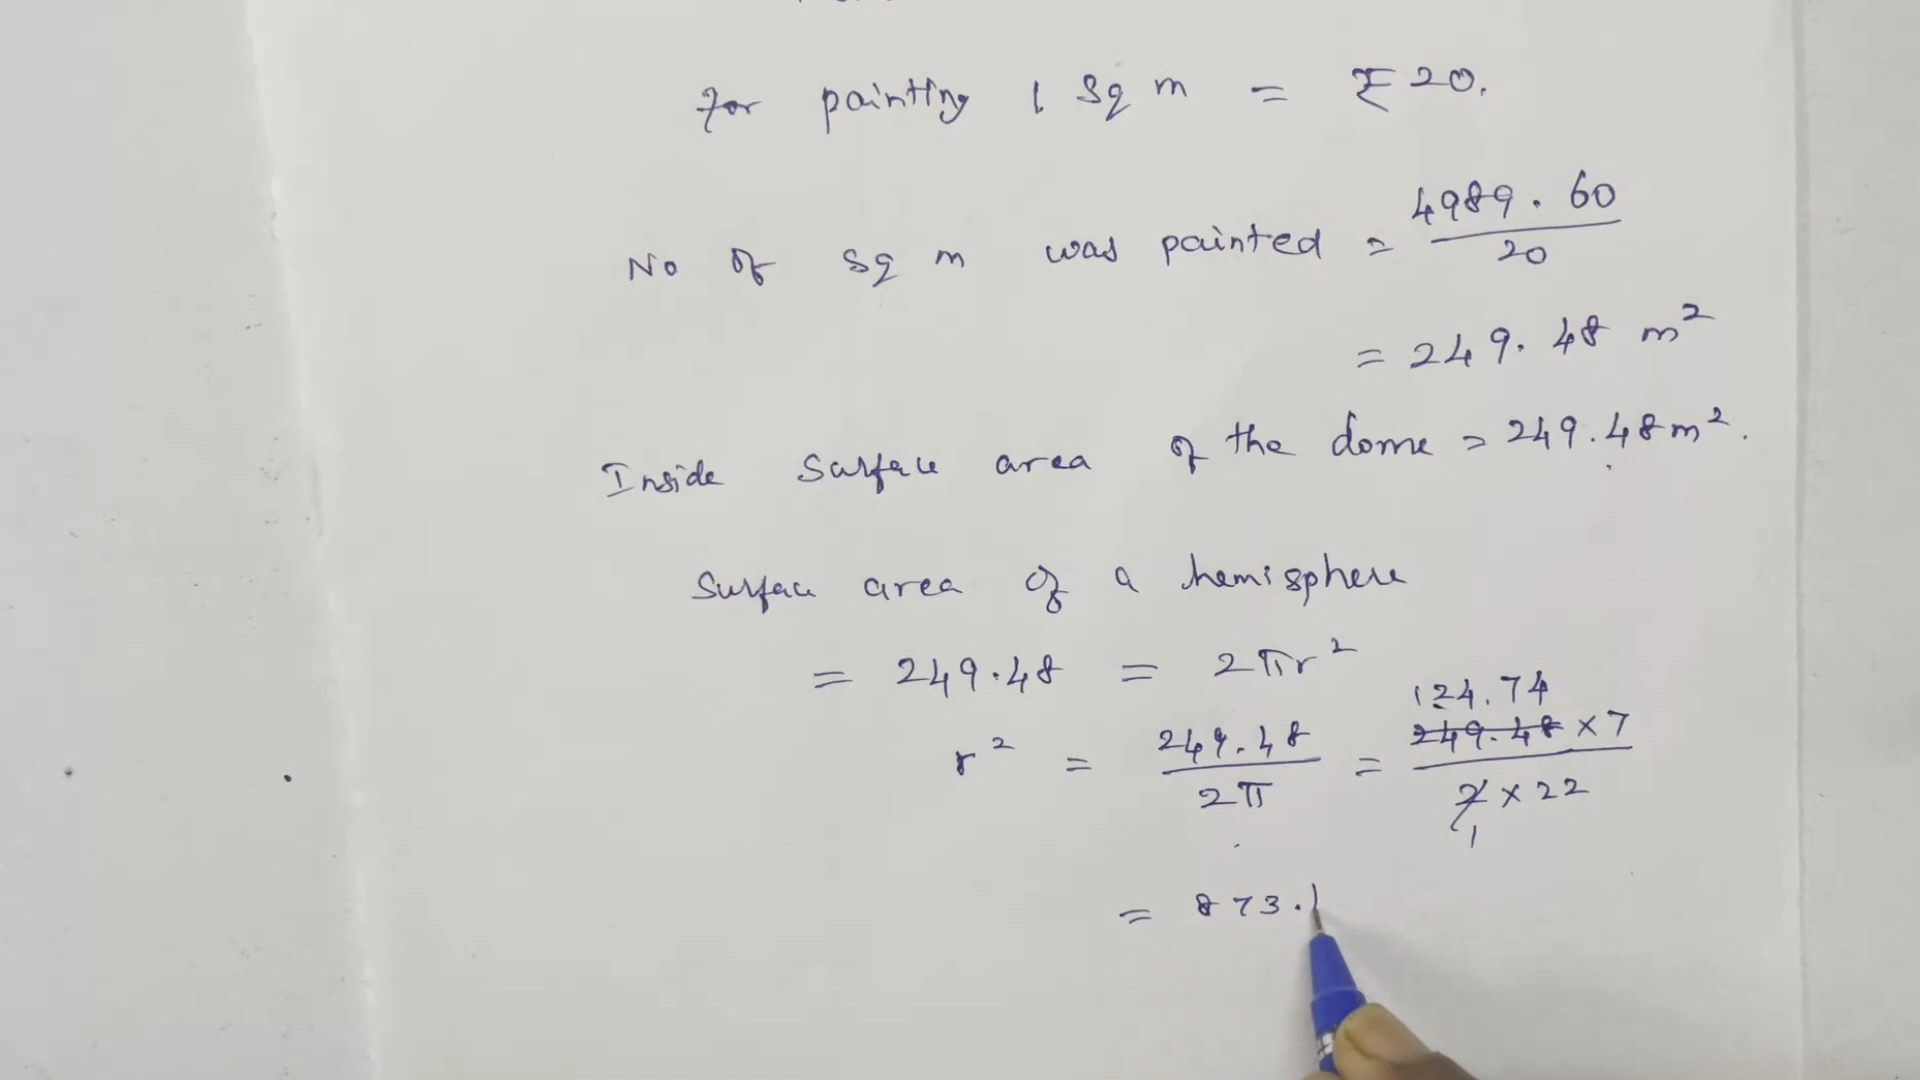 for painting 1 Sq m = ₹20.
No of sq m was painted = 4989.60 / 20
= 249.48 m²
Inside Surface area of the dome = 249.48m².
Surface area of a hemisphere
= 249.48 = 2πr²
124.74
r² = 249.48 / 2π = 249.48 × 7 / 2 × 22
1
= 873.1